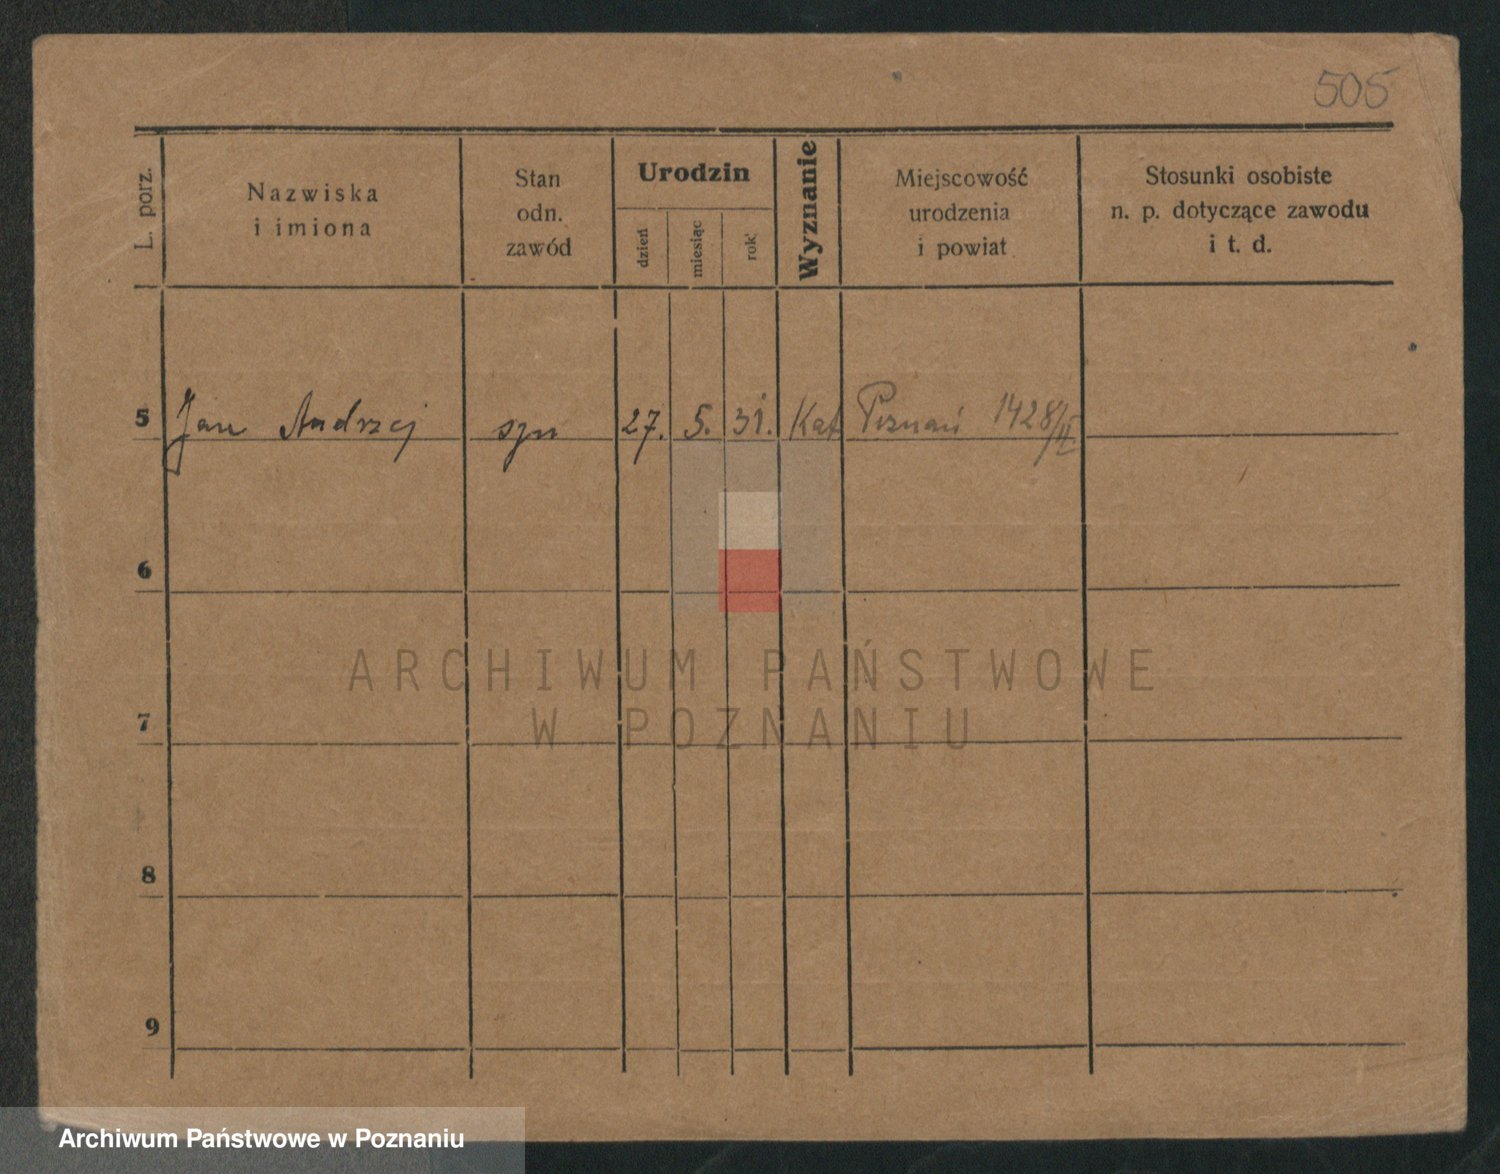 505
L. porz.
Nazwiska
i imiona
Stan
odn.
zawód
Urodzin
dzień
miesiąc
rok
Wyznanie
Miejscowość
urodzenia
i powiat
Stosunki osobiste
n. p. dotyczące zawodu
i t. d.
5 Jan Andrzej syn 27. 5. 31. Kat Poznań 1428/II
6
7
8
9
ARCHIWUM PAŃSTWOWE
W POZNANIU
Archiwum Państwowe w Poznaniu